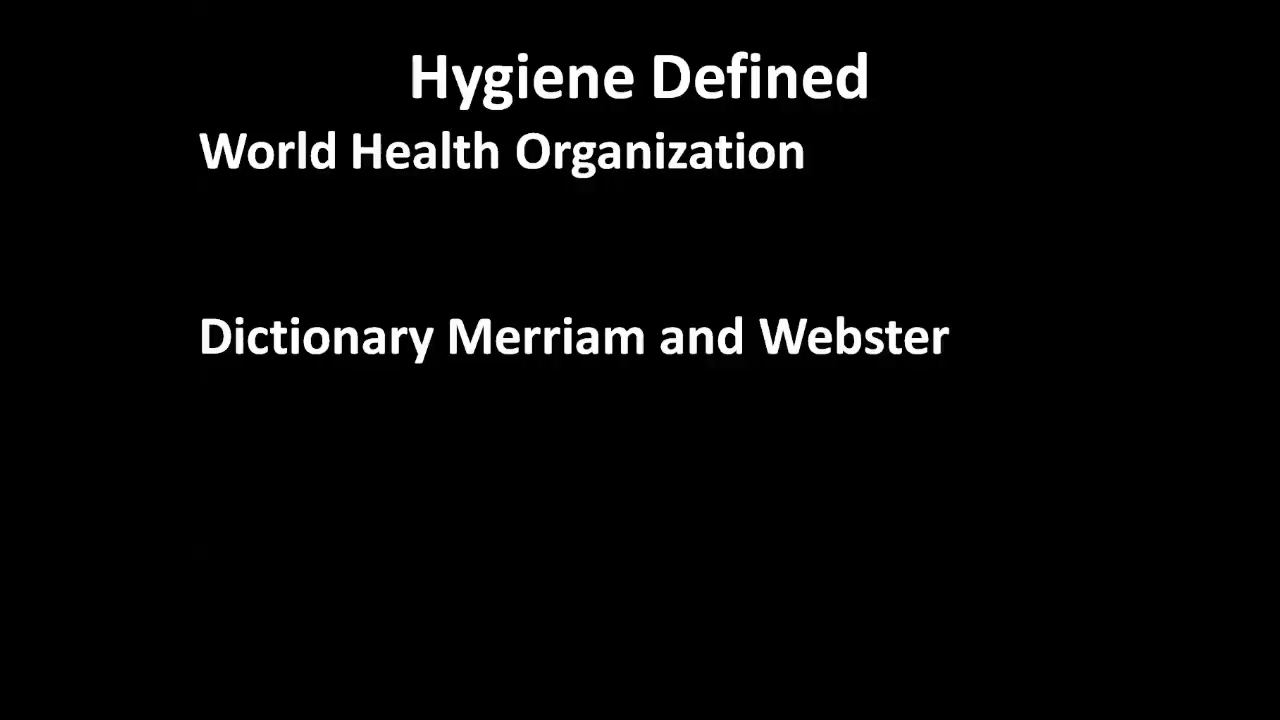 Hygiene Defined
World Health Organization
Dictionary Merriam and Webster